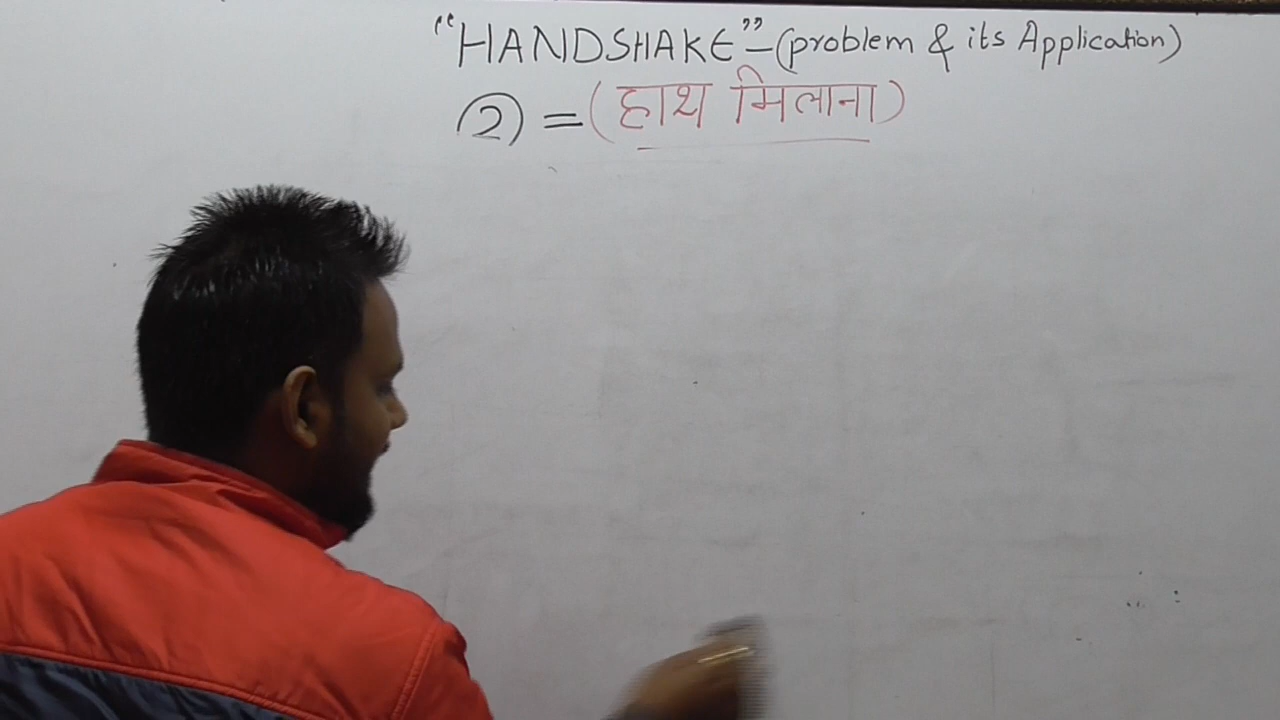 "HANDSHAKE" – (problem & its Application)
② = (हाथ मिलाना)